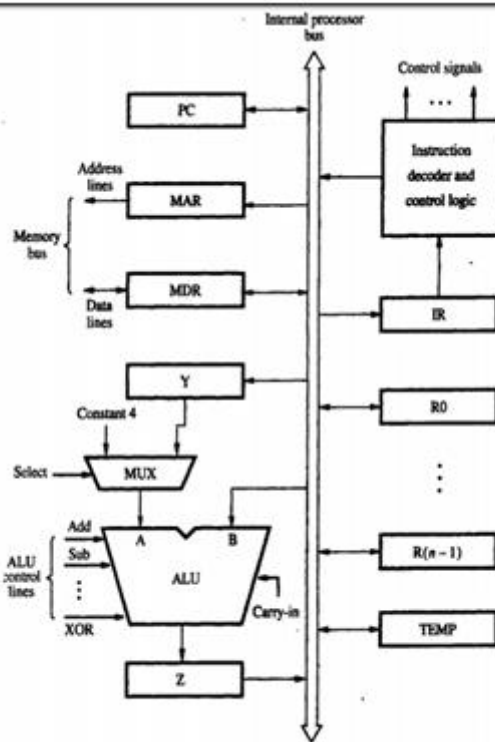 Internal processor
bus
Control signals
...
PC
Instruction
decoder and
control logic
Address
lines
MAR
Memory
bus
MDR
Data
lines
IR
Y
R0
Constant 4
Select
MUX
Add
A
B
Sub
ALU
control
lines
ALU
R(n − 1)
Carry-in
XOR
TEMP
Z